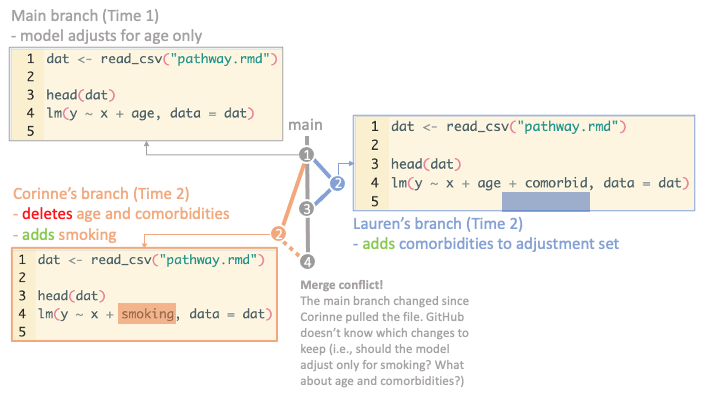 Main branch (Time 1)
- model adjusts for age only
1 dat <- read_csv("pathway.rmd")
2
3 head(dat)
4 lm(y ~ x + age, data = dat)
5
main
1
2
3
2
4
1 dat <- read_csv("pathway.rmd")
2
3 head(dat)
4 lm(y ~ x + age + comorbid, data = dat)
5
Lauren's branch (Time 2)
- adds comorbidities to adjustment set
Corinne's branch (Time 2)
- deletes age and comorbidities
- adds smoking
1 dat <- read_csv("pathway.rmd")
2
3 head(dat)
4 lm(y ~ x + smoking, data = dat)
5
Merge conflict!
The main branch changed since
Corinne pulled the file. GitHub
doesn't know which changes to
keep (i.e., should the model
adjust only for smoking? What
about age and comorbidities?)